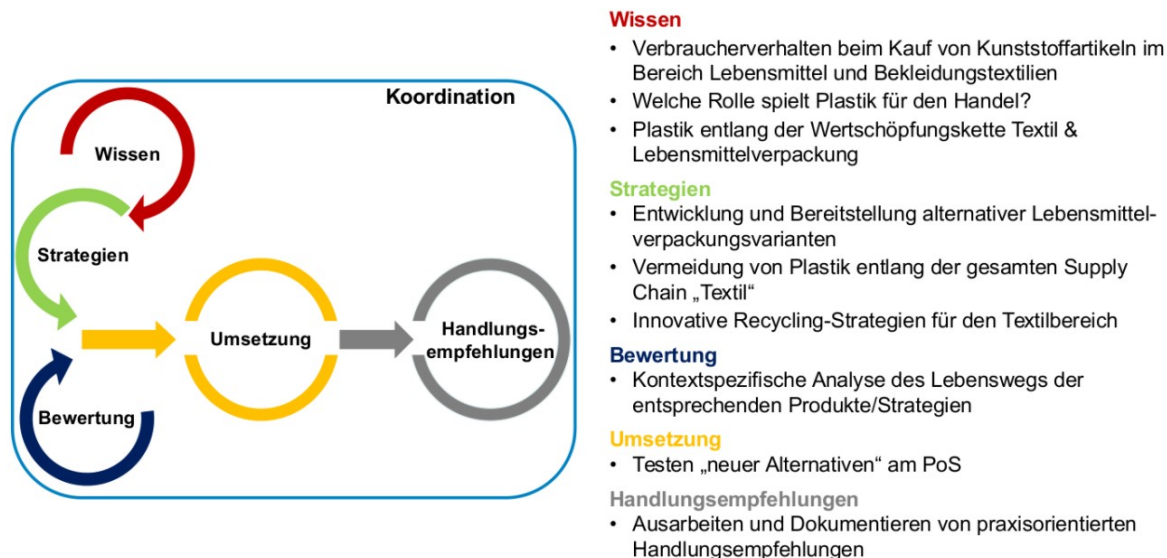 Koordination
Wissen
Strategien
Bewertung
Umsetzung
Handlungs-
empfehlungen
Wissen
• Verbraucherverhalten beim Kauf von Kunststoffartikeln im
Bereich Lebensmittel und Bekleidungstextilien
• Welche Rolle spielt Plastik für den Handel?
• Plastik entlang der Wertschöpfungskette Textil &
Lebensmittelverpackung
Strategien
• Entwicklung und Bereitstellung alternativer Lebensmittel-
verpackungsvarianten
• Vermeidung von Plastik entlang der gesamten Supply
Chain „Textil“
• Innovative Recycling-Strategien für den Textilbereich
Bewertung
• Kontextspezifische Analyse des Lebenswegs der
entsprechenden Produkte/Strategien
Umsetzung
• Testen „neuer Alternativen“ am PoS
Handlungsempfehlungen
• Ausarbeiten und Dokumentieren von praxisorientierten
Handlungsempfehlungen